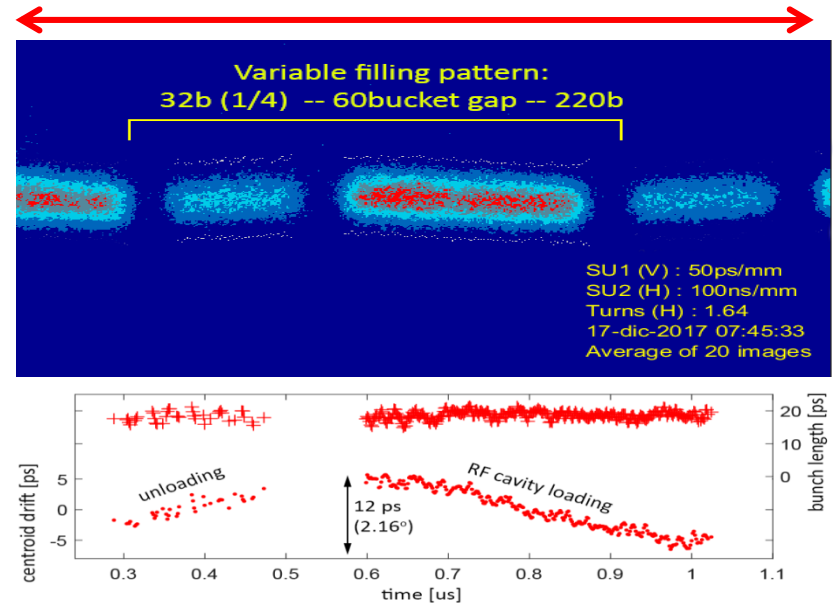 Variable filling pattern:
32b (1/4) -- 60bucket gap -- 220b
SU1 (V) : 50ps/mm
SU2 (H) : 100ns/mm
Turns (H) : 1.64
17-dic-2017 07:45:33
Average of 20 images
centroid drift [ps]
5
0
-5
unloading
12 ps
(2.16°)
RF cavity loading
20
10
0
bunch length [ps]
0.3 0.4 0.5 0.6 0.7 0.8 0.9 1 1.1
time [us]